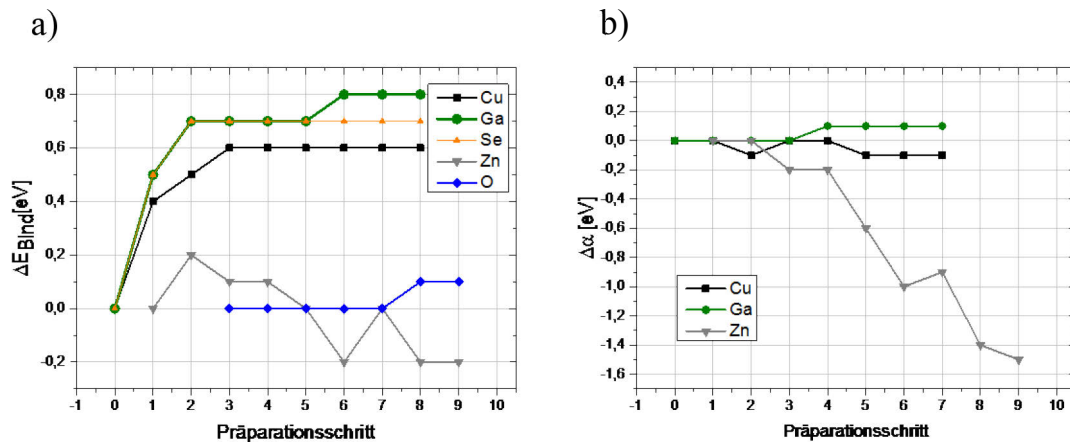 a)
0,8
0,6
0,4
0,2
0,0
-0,2
ΔE_Bind[eV]
-1 0 1 2 3 4 5 6 7 8 9 10
Präparationsschritt
Cu
Ga
Se
Zn
O
b)
0,4
0,2
0,0
-0,2
-0,4
-0,6
-0,8
-1,0
-1,2
-1,4
-1,6
Δα [eV]
-1 0 1 2 3 4 5 6 7 8 9 10
Präparationsschritt
Cu
Ga
Zn